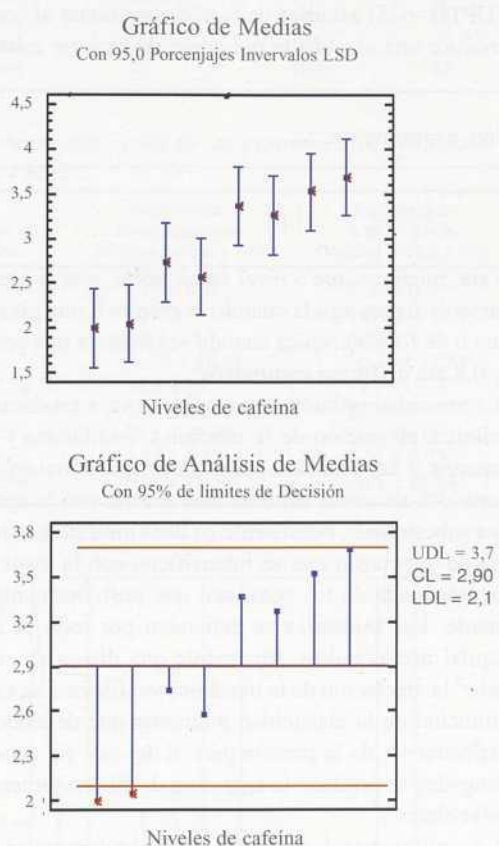 Gráfico de Medias
Con 95,0 Porcenjajes Invervalos LSD
4,5
4
3,5
3
2,5
2
1,5
Niveles de cafeína
Gráfico de Análisis de Medias
Con 95% de límites de Decisión
3,8
3,5
3,2
2,9
2,6
2,3
2
UDL = 3,7
CL = 2,90
LDL = 2,1
Niveles de cafeína